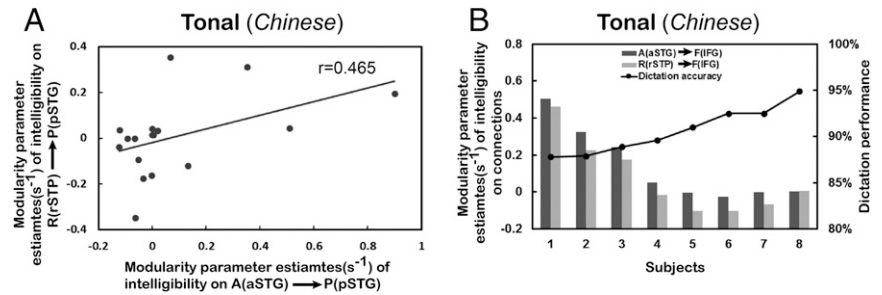 A
Tonal (Chinese)
Modularity parameter
estiamtes(s⁻¹) of intelligibility on
R(rSTP) → P(pSTG)
0.4
0.2
0
-0.2
-0.4
r=0.465
-0.2 0 0.2 0.4 0.6 0.8 1
Modularity parameter estiamtes(s⁻¹) of
intelligibility on A(aSTG) → P(pSTG)
B
Tonal (Chinese)
Modularity parameter
estiamtes(s⁻¹) of intelligibility
on connections
0.8
0.6
0.4
0.2
0
-0.2
A(aSTG) → F(IFG)
R(rSTP) → F(IFG)
Dictation accuracy
100%
95%
90%
85%
80%
Dictation performance
1 2 3 4 5 6 7 8
Subjects